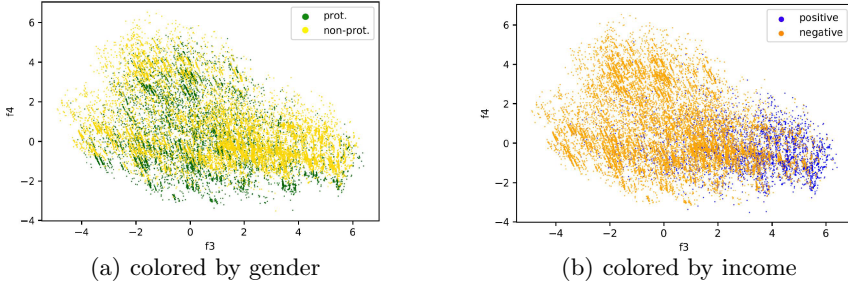 prot.
non-prot.
6
4
2
0
−2
−4
f4
−4 −2 0 2 4 6
f3
(a) colored by gender
positive
negative
6
4
2
0
−2
−4
f4
−4 −2 0 2 4 6
f3
(b) colored by income